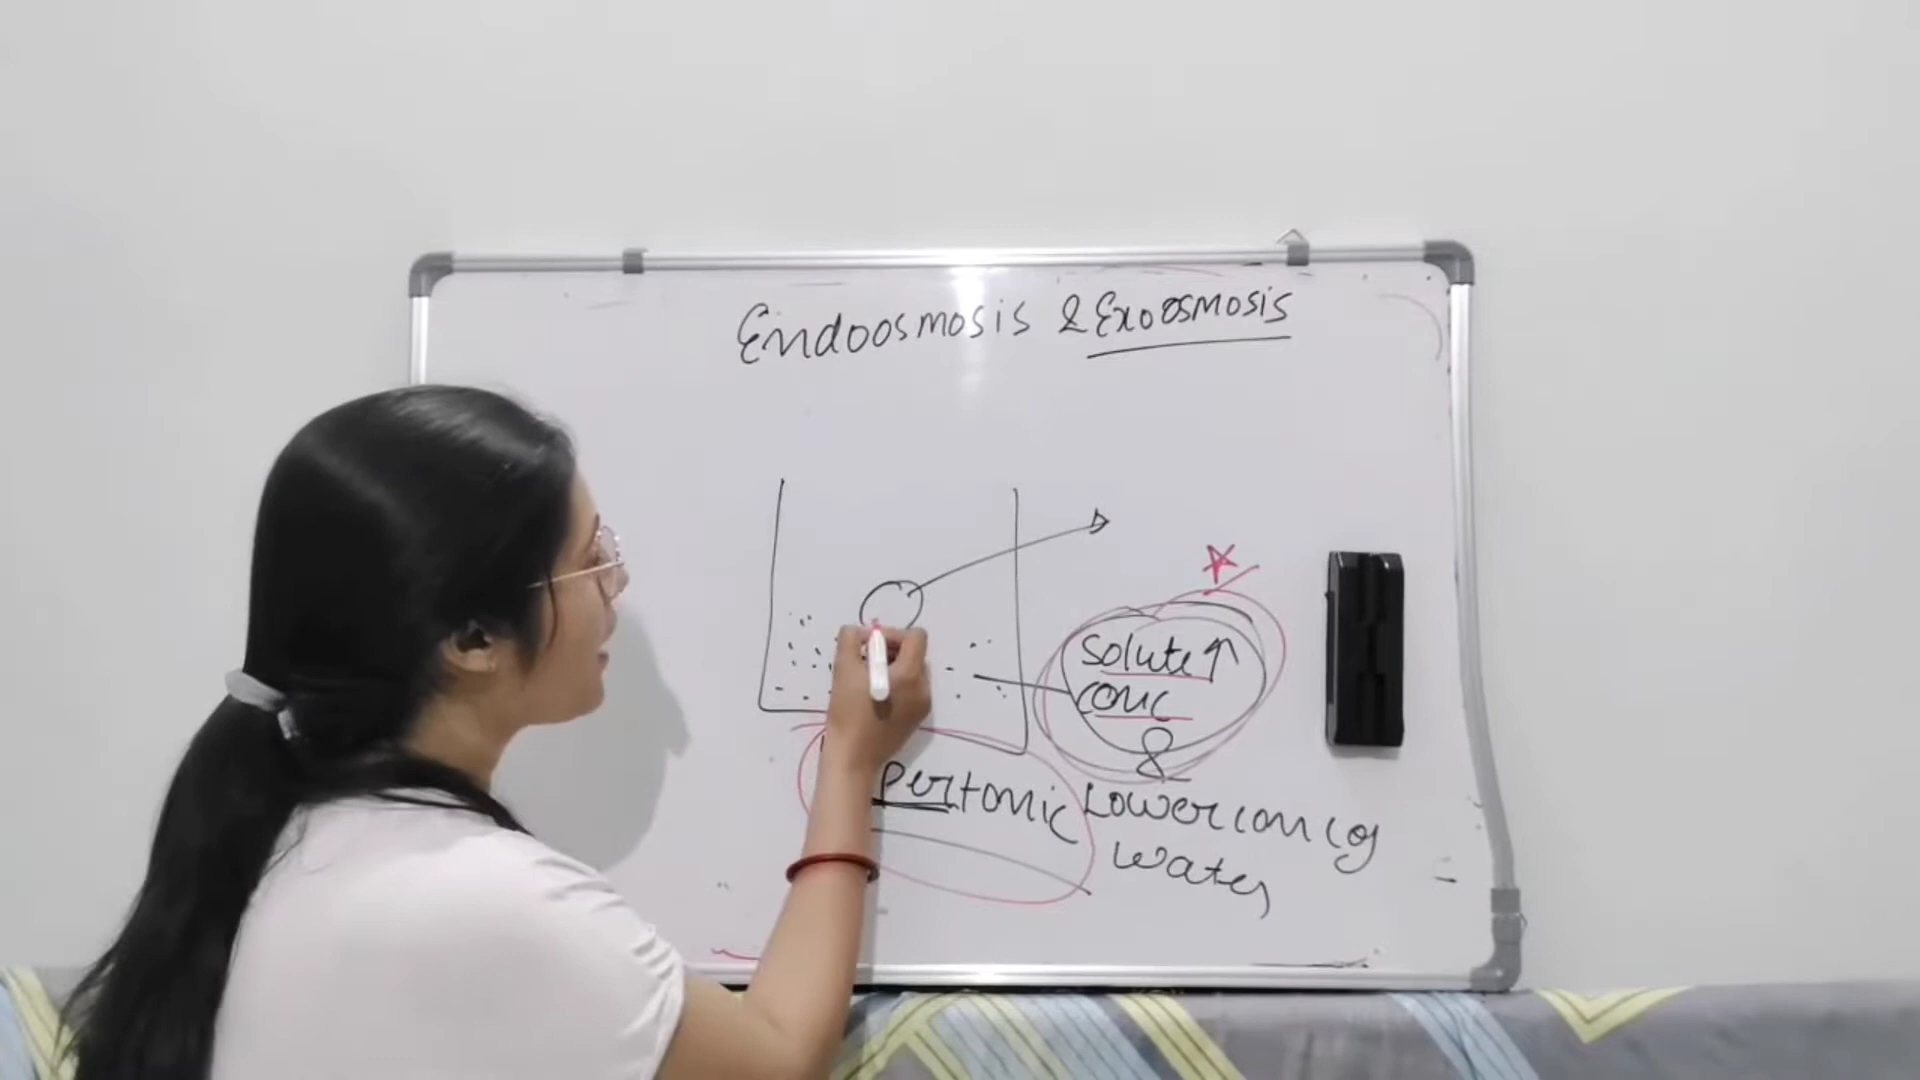 Endoosmosis & Exoosmosis
Solute ↑
conc
&
pertonic
Lower conc of
water